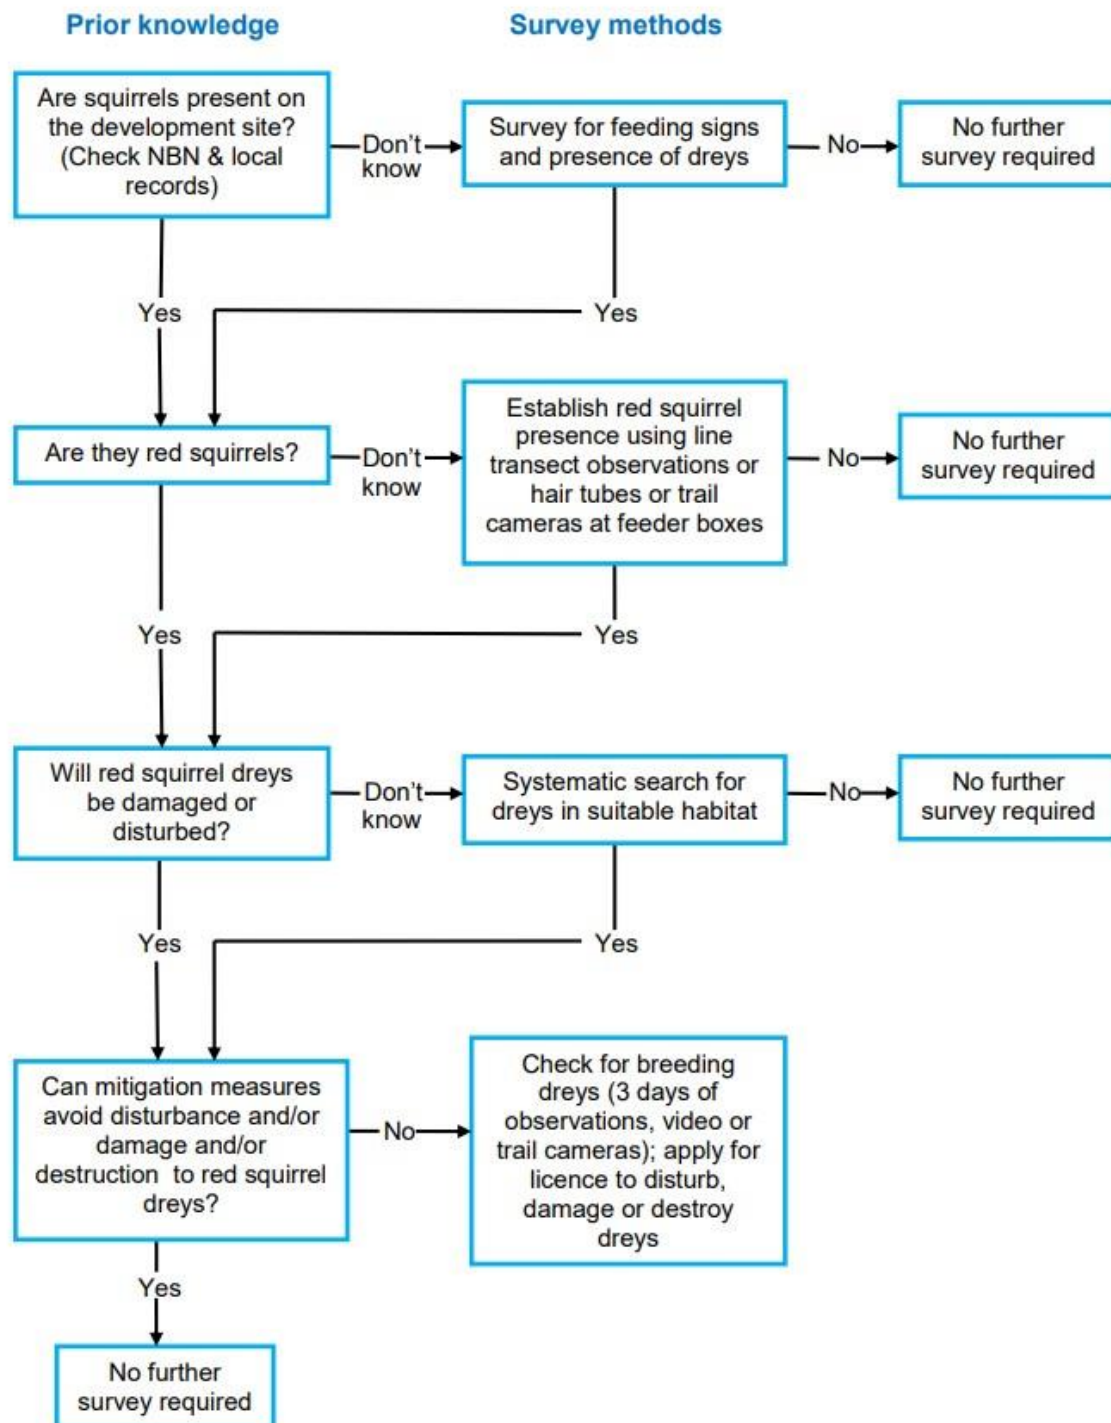 Prior knowledge
Survey methods
Are squirrels present on
the development site?
(Check NBN & local
records)
Don't
know
Survey for feeding signs
and presence of dreys
No
No further
survey required
Yes
Yes
Are they red squirrels?
Don't
know
Establish red squirrel
presence using line
transect observations or
hair tubes or trail
cameras at feeder boxes
No
No further
survey required
Yes
Yes
Will red squirrel dreys
be damaged or
disturbed?
Don't
know
Systematic search for
dreys in suitable habitat
No
No further
survey required
Yes
Yes
Can mitigation measures
avoid disturbance and/or
damage and/or
destruction to red squirrel
dreys?
No
Check for breeding
dreys (3 days of
observations, video or
trail cameras); apply for
licence to disturb,
damage or destroy
dreys
Yes
No further
survey required